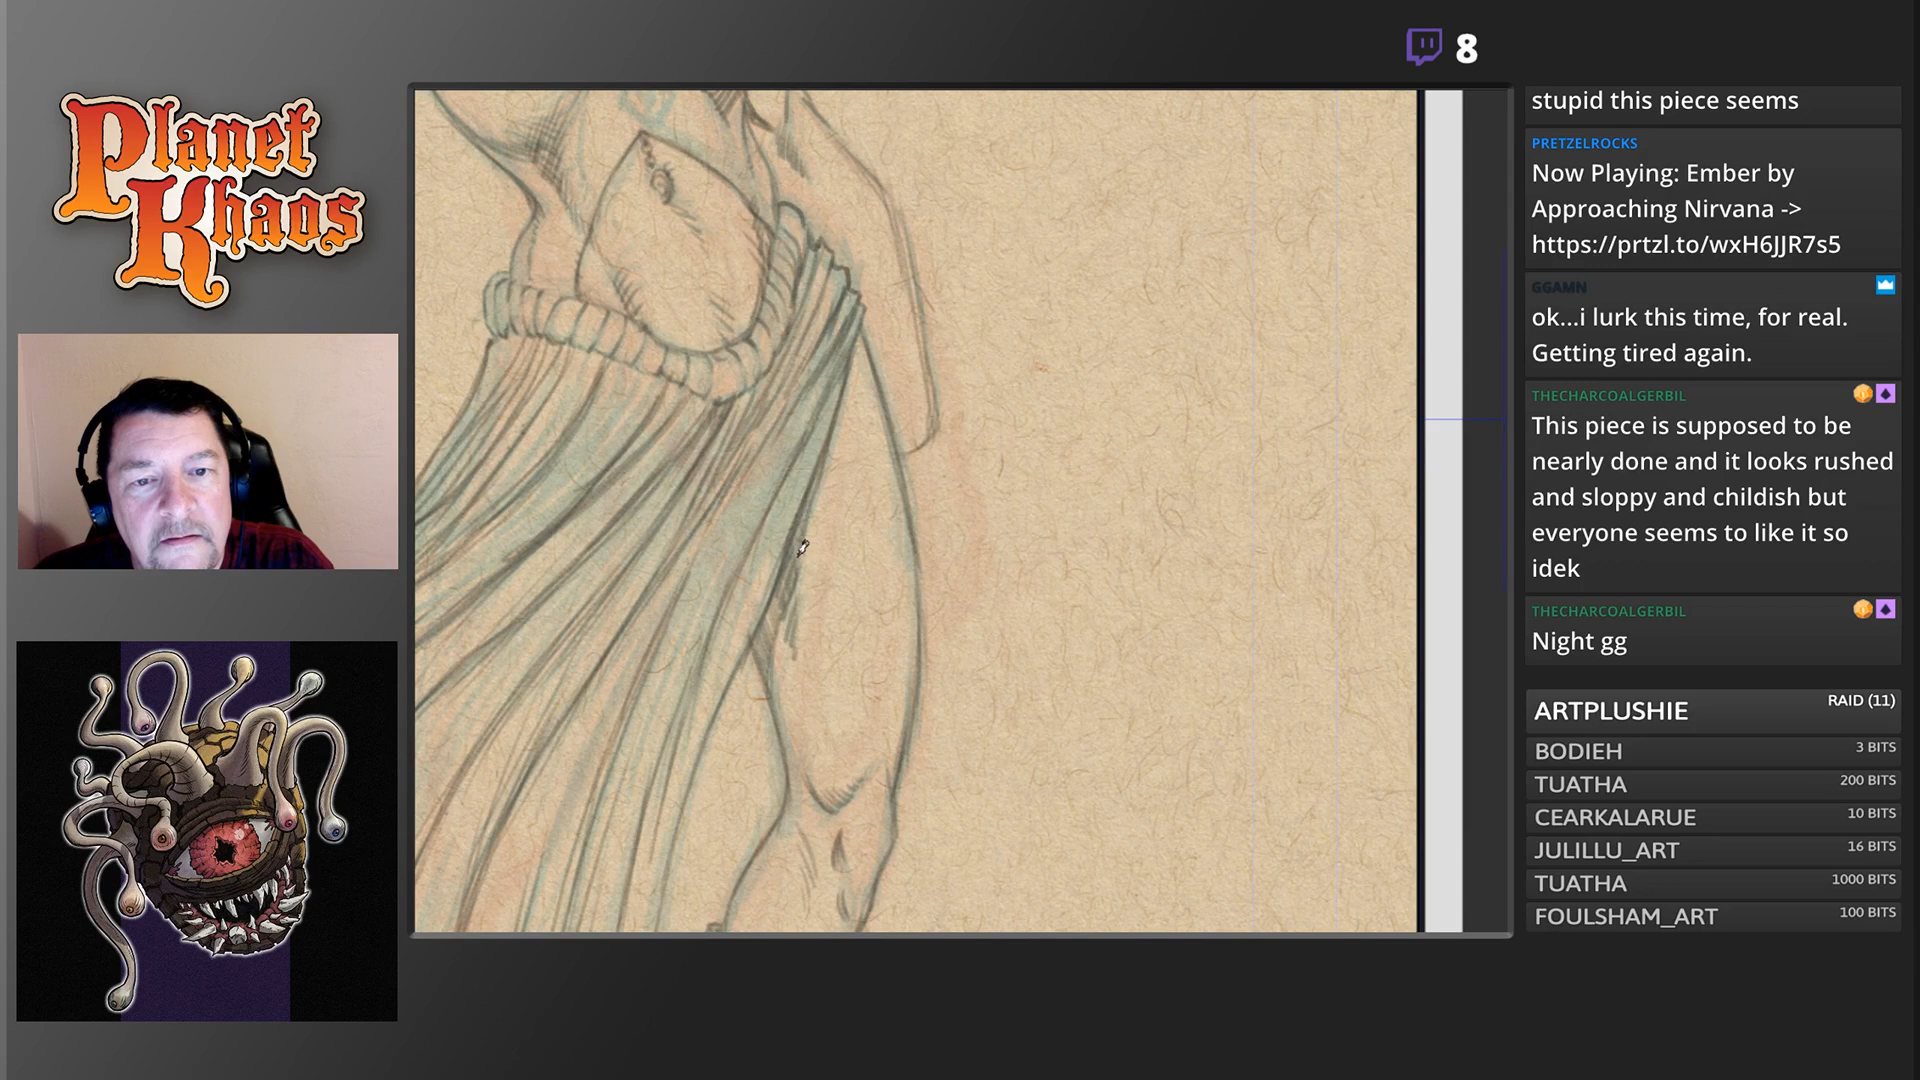 8
Planet
Khaos
stupid this piece seems
PRETZELROCKS
Now Playing: Ember by
Approaching Nirvana ->
https://prtzl.to/wxH6JJR7s5
GGAMN
ok...i lurk this time, for real.
Getting tired again.
THECHARCOALGERBIL
This piece is supposed to be
nearly done and it looks rushed
and sloppy and childish but
everyone seems to like it so
idek
THECHARCOALGERBIL
Night gg
ARTPLUSHIE RAID (11)
BODIEH 3 BITS
TUATHA 200 BITS
CEARKALARUE 10 BITS
JULILLU_ART 16 BITS
TUATHA 1000 BITS
FOULSHAM_ART 100 BITS